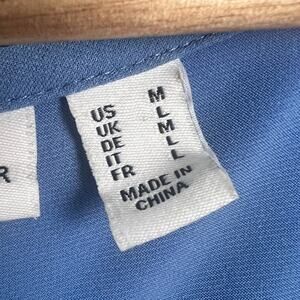 US M
UK L
DE M
IT L
FR L
MADE IN
CHINA
R